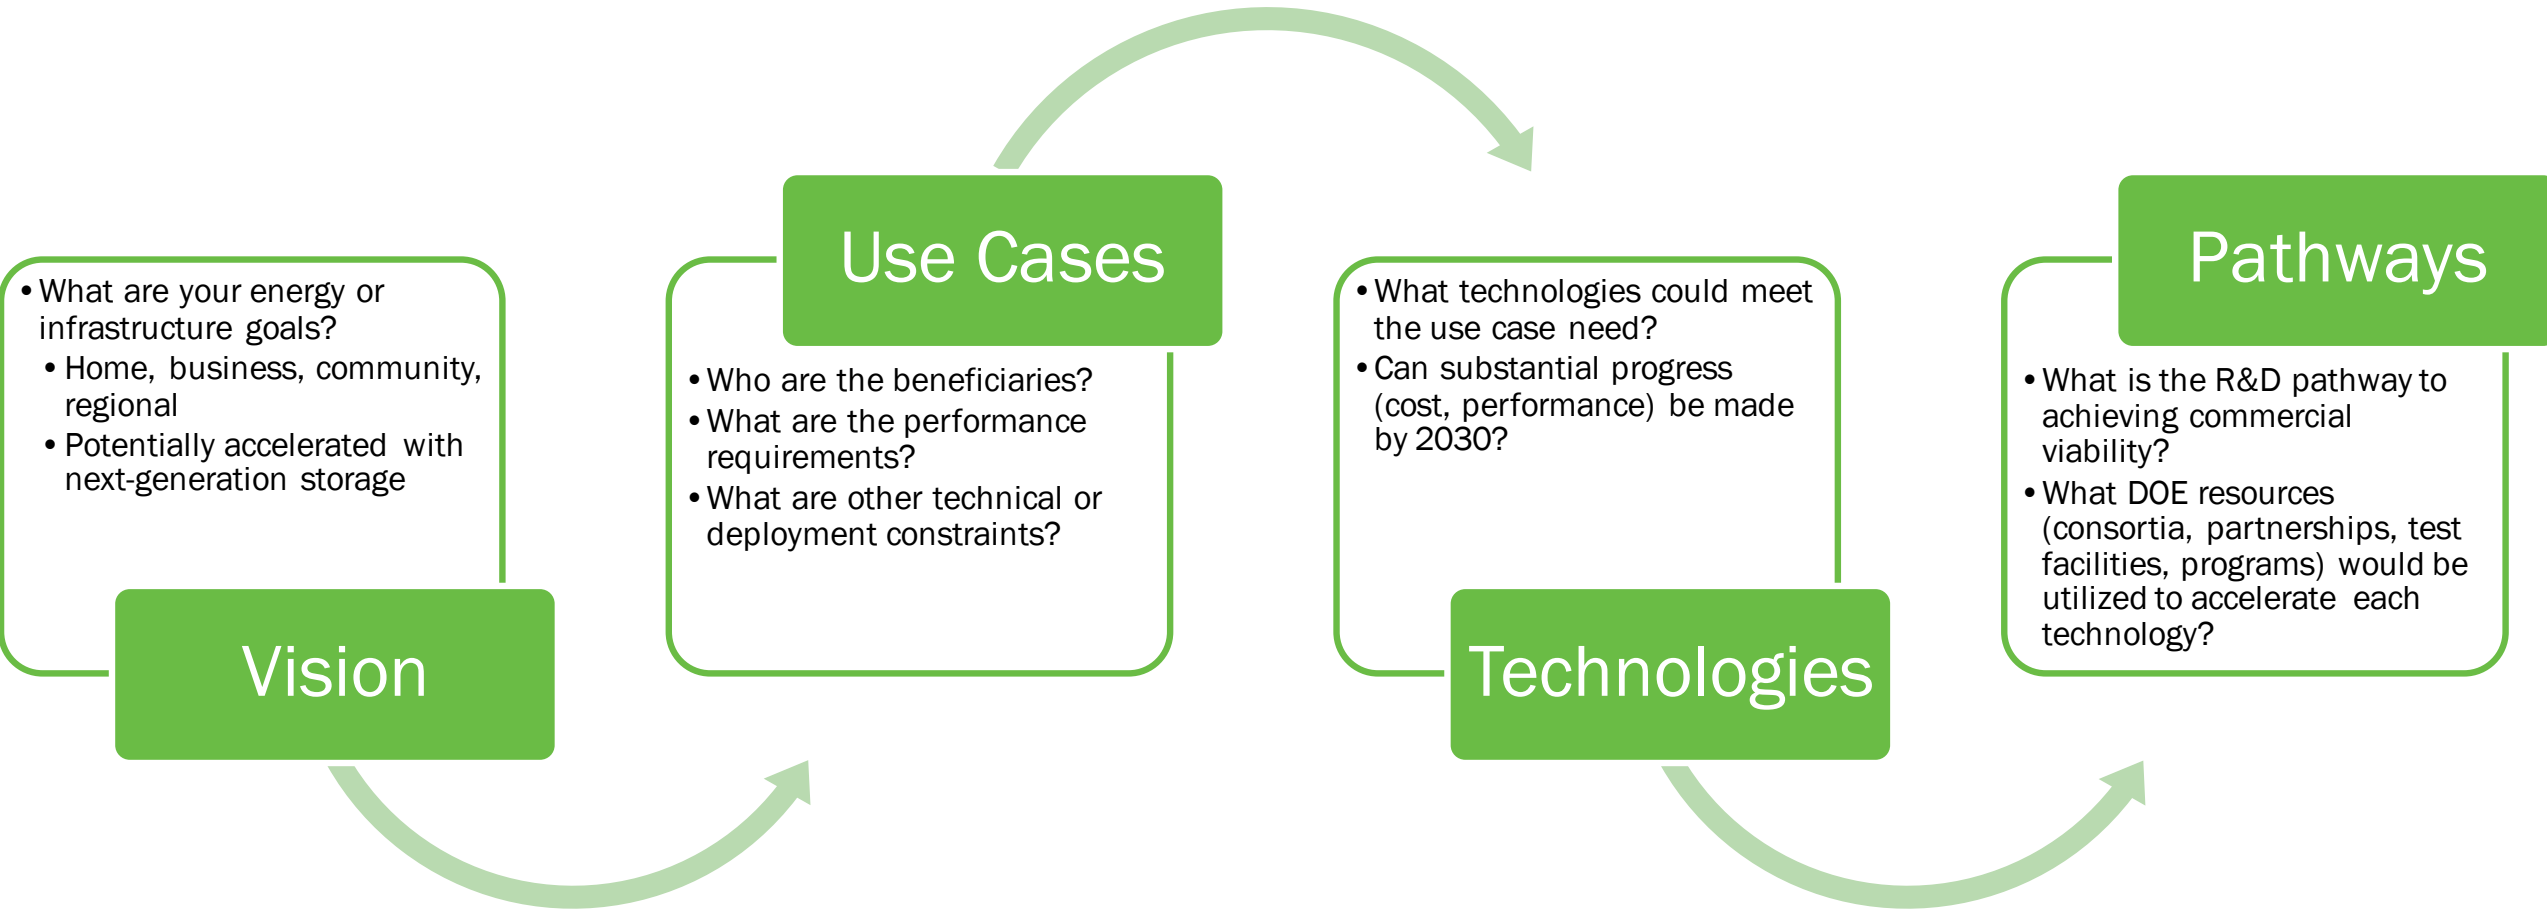 • What are your energy or
infrastructure goals?
• Home, business, community,
regional
• Potentially accelerated with
next-generation storage
Vision
Use Cases
• Who are the beneficiaries?
• What are the performance
requirements?
• What are other technical or
deployment constraints?
• What technologies could meet
the use case need?
• Can substantial progress
(cost, performance) be made
by 2030?
Technologies
Pathways
• What is the R&D pathway to
achieving commercial
viability?
• What DOE resources
(consortia, partnerships, test
facilities, programs) would be
utilized to accelerate each
technology?